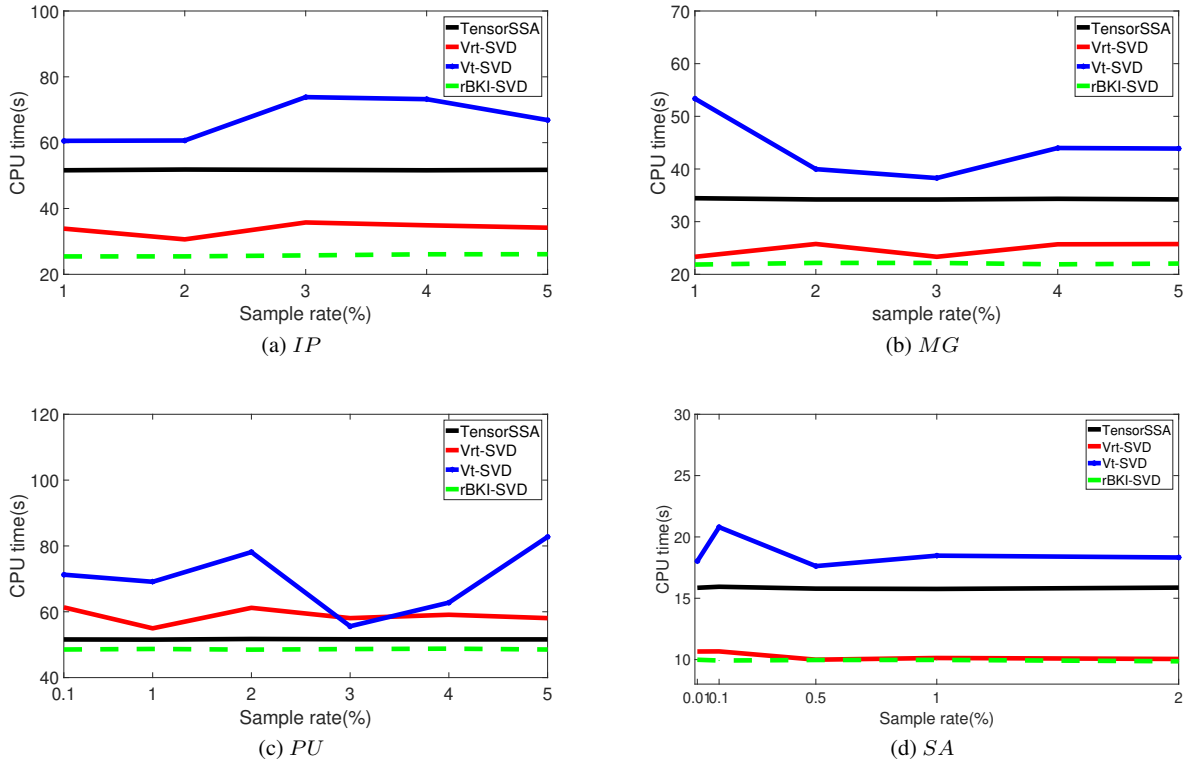 100
80
60
40
20
CPU time(s)
TensorSSA
Vrt-SVD
Vt-SVD
rBKI-SVD
1 2 3 4 5
Sample rate(%)
(a) IP
70
60
50
40
30
20
CPU time(s)
TensorSSA
Vrt-SVD
Vt-SVD
rBKI-SVD
1 2 3 4 5
sample rate(%)
(b) MG
120
100
80
60
40
CPU time(s)
TensorSSA
Vrt-SVD
Vt-SVD
rBKI-SVD
0.1 1 2 3 4 5
Sample rate(%)
(c) PU
30
25
20
15
10
CPU time(s)
TensorSSA
Vrt-SVD
Vt-SVD
rBKI-SVD
0.01 0.1 0.5 1 2
Sample rate(%)
(d) SA